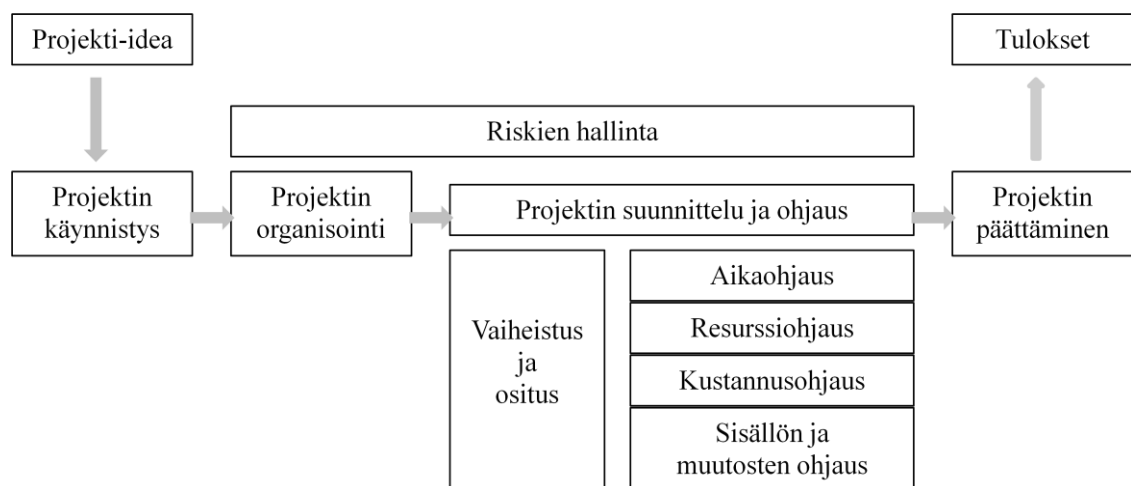 Projekti-idea
Tulokset
Riskien hallinta
Projektin
käynnistys
Projektin
organisointi
Projektin suunnittelu ja ohjaus
Projektin
päättäminen
Vaiheistus
ja
ositus
Aikaohjaus
Resurssiohjaus
Kustannusohjaus
Sisällön ja
muutosten ohjaus